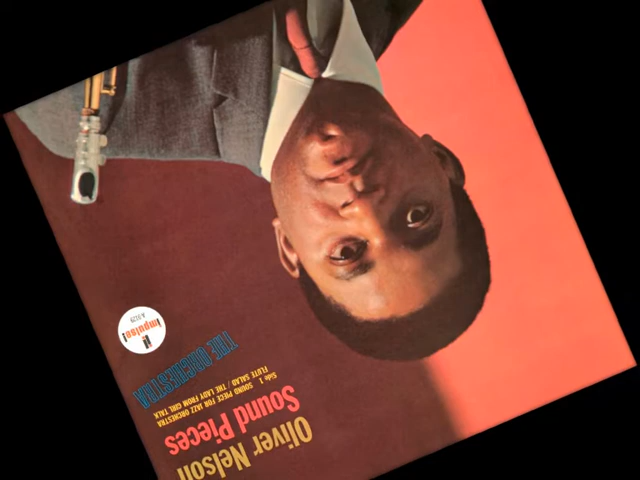 Oliver Nelson
Sound Pieces
Side 1
SOUND PIECE FOR JAZZ ORCHESTRA
FLUTE SALAD / THE LADY FROM GIRL TALK
THE ORCHESTRA
impulse!
A-9129